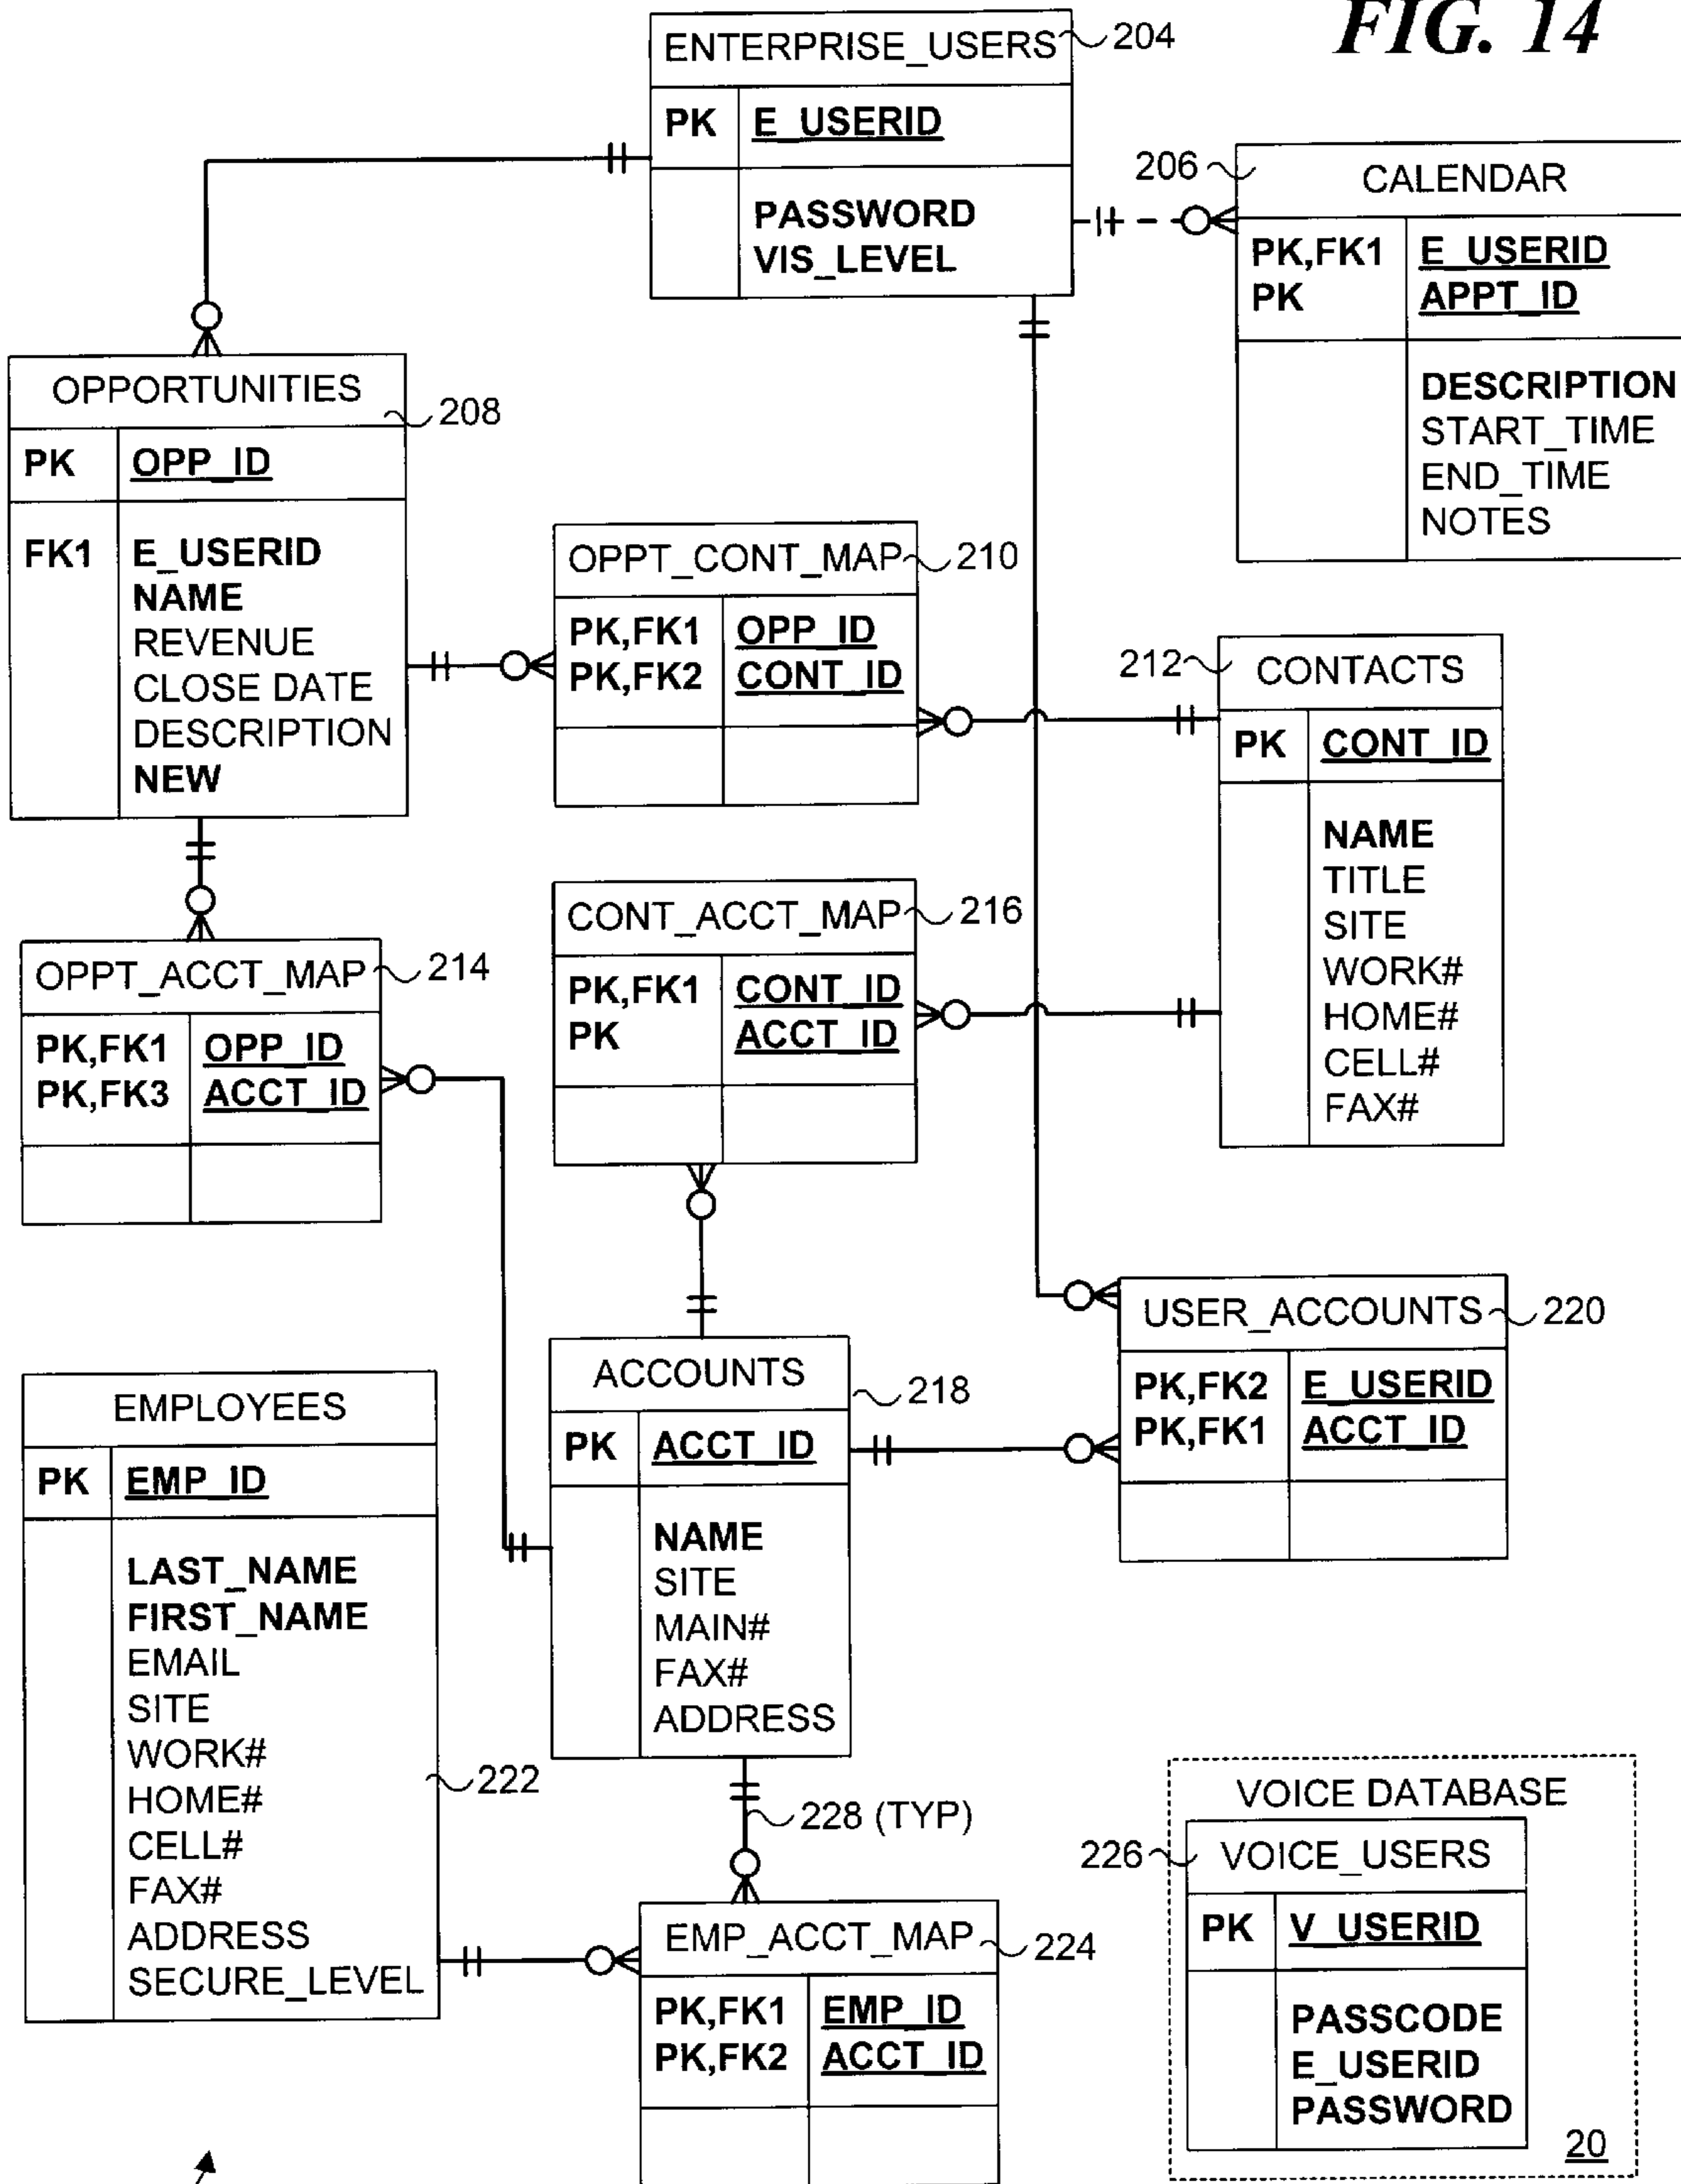 FIG. 14
ENTERPRISE_USERS
204
PK
E_USERID
PASSWORD
VIS_LEVEL
206
CALENDAR
PK,FK1
E_USERID
PK
APPT_ID
DESCRIPTION
START_TIME
END_TIME
NOTES
OPPORTUNITIES
208
PK
OPP_ID
FK1
E_USERID
NAME
REVENUE
CLOSE DATE
DESCRIPTION
NEW
OPPT_CONT_MAP
210
PK,FK1
OPP_ID
PK,FK2
CONT_ID
212
CONTACTS
PK
CONT_ID
NAME
TITLE
SITE
WORK#
HOME#
CELL#
FAX#
OPPT_ACCT_MAP
214
PK,FK1
OPP_ID
PK,FK3
ACCT_ID
CONT_ACCT_MAP
216
PK,FK1
CONT_ID
PK
ACCT_ID
ACCOUNTS
218
PK
ACCT_ID
NAME
SITE
MAIN#
FAX#
ADDRESS
USER_ACCOUNTS
220
PK,FK2
E_USERID
PK,FK1
ACCT_ID
EMPLOYEES
PK
EMP_ID
LAST_NAME
FIRST_NAME
EMAIL
SITE
WORK#
HOME#
CELL#
FAX#
ADDRESS
SECURE_LEVEL
222
228 (TYP)
EMP_ACCT_MAP
224
PK,FK1
EMP_ID
PK,FK2
ACCT_ID
VOICE DATABASE
226
VOICE_USERS
PK
V_USERID
PASSCODE
E_USERID
PASSWORD
20